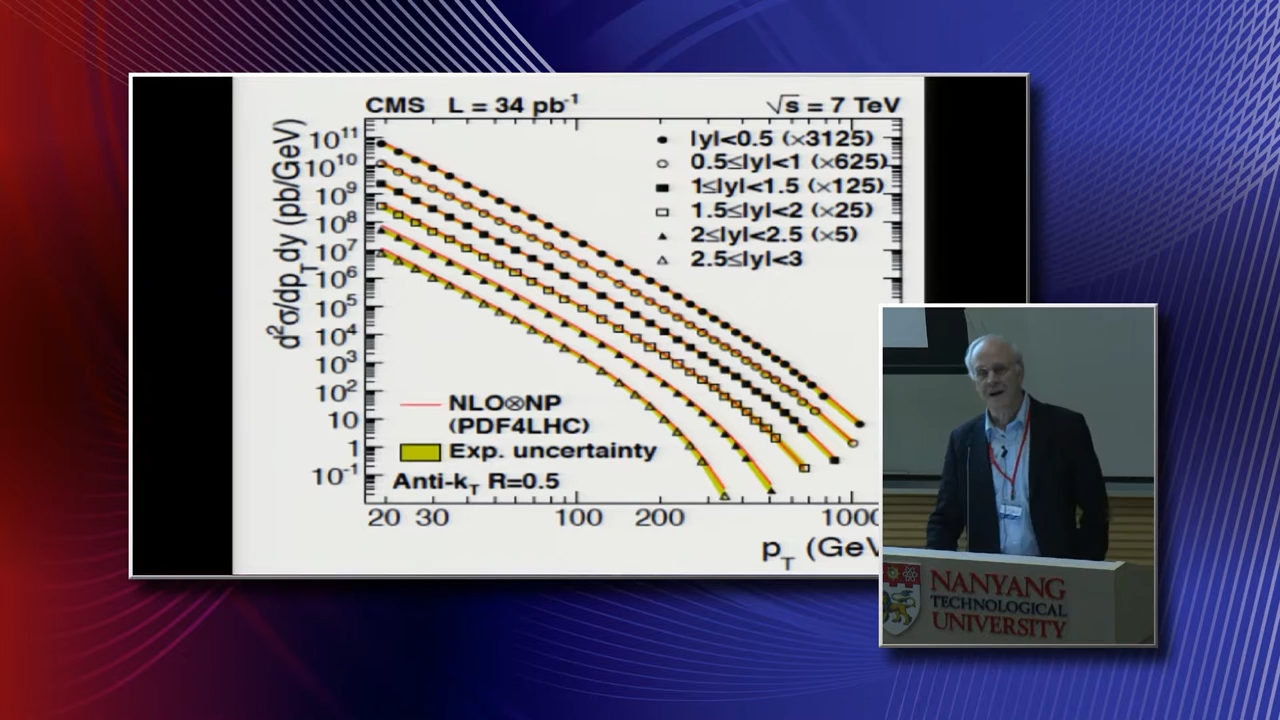 CMS L = 34 pb⁻¹ √s = 7 TeV
d²σ/dp_T dy (pb/GeV)
10¹¹
10¹⁰
10⁹
10⁸
10⁷
10⁶
10⁵
10⁴
10³
10²
10
1
10⁻¹
|y|<0.5 (×3125)
0.5≤|y|<1 (×625)
1≤|y|<1.5 (×125)
1.5≤|y|<2 (×25)
2≤|y|<2.5 (×5)
2.5≤|y|<3
NLO⊗NP
(PDF4LHC)
Exp. uncertainty
Anti-k_T R=0.5
20 30 100 200 1000
p_T (GeV
NANYANG
TECHNOLOGICAL
UNIVERSITY